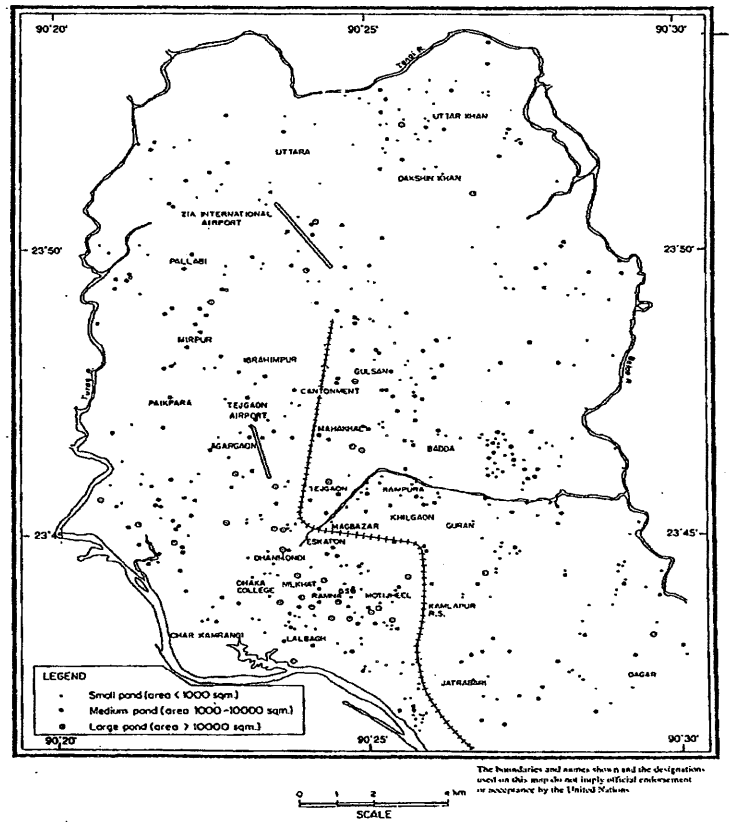 90°20'
90°25'
90°30'
Tongi R.
UTTAR KHAN
UTTARA
DAKSHIN KHAN
ZIA INTERNATIONAL
AIRPORT
23°50'
23°50'
PALLABI
MIRPUR
IBRAHIMPUR
GULSAN
CANTONMENT
Turag R.
Balu R.
PAIKPARA
TEJGAON
AIRPORT
MAHAKHALI
AGARGAON
BADDA
TEJGAON
RAMPURA
KHILGAON
GURAN
MAGBAZAR
23°45'
ESKATON
DHANMONDI
DHAKA
COLLEGE
NILKHAT
RAMNA
MOTIJHEEL
KAMLAPUR
R.S.
CHAR KAMRANGI
LALBAGH
JATRABARI
DAGAR
LEGEND
Small pond (area < 1000 sqm.)
Medium pond (area 1000-10000 sqm.)
Large pond (area > 10000 sqm.)
90°20'
90°25'
90°30'
The boundaries and names shown and the designations
used on this map do not imply official endorsement
or acceptance by the United Nations
0 1 2 4 km
SCALE